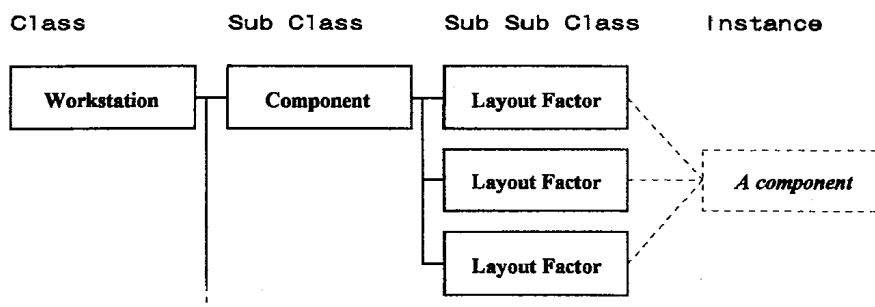 Class Sub Class Sub Sub Class Instance
Workstation Component Layout Factor
Layout Factor A component
Layout Factor